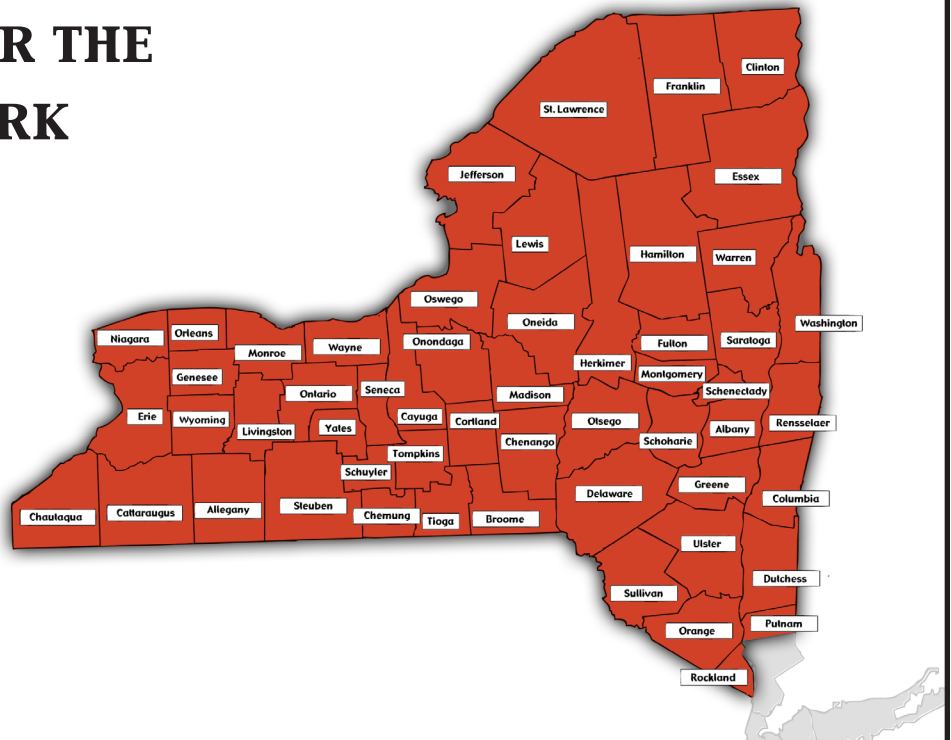 R THE
RK
Clinton
Franklin
St. Lawrence
Jefferson
Essex
Lewis
Hamilton
Warren
Oswego
Oneida
Washington
Niagara
Orleans
Monroe
Wayne
Onondaga
Fulton
Saratoga
Herkimer
Montgomery
Genesee
Ontario
Seneca
Madison
Schenectady
Erie
Wyoming
Livingston
Yates
Cayuga
Cortland
Chenango
Otsego
Schoharie
Albany
Rensselaer
Tompkins
Schuyler
Chautaqua
Cattaraugus
Allegany
Steuben
Chemung
Tioga
Broome
Delaware
Greene
Columbia
Ulster
Sullivan
Dutchess
Orange
Putnam
Rockland